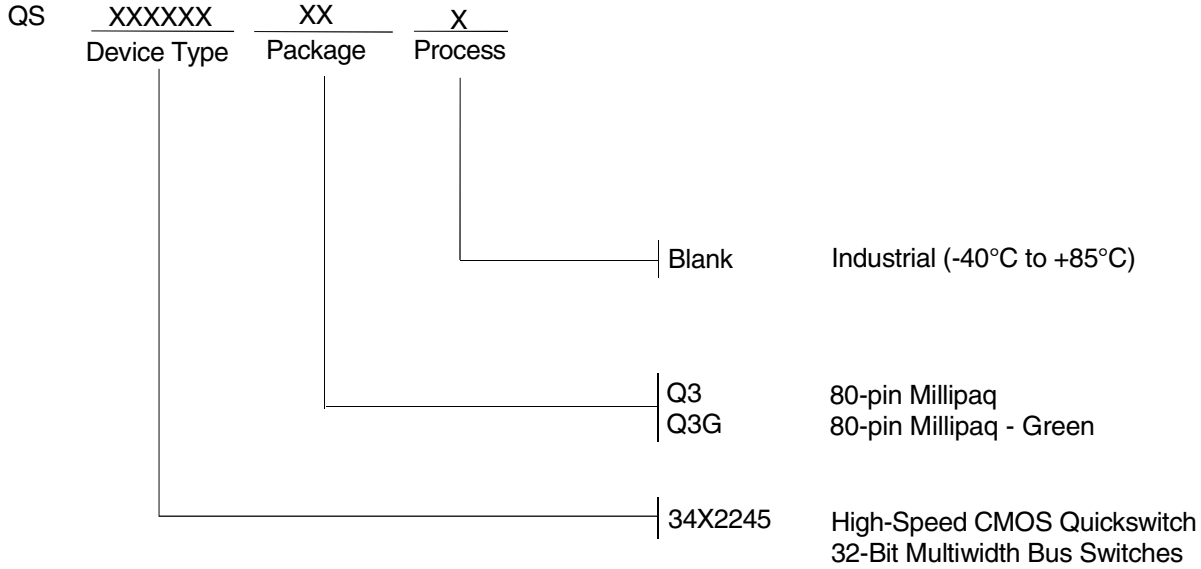 QS XXXXXX XX X
Device Type Package Process
Blank Industrial (-40°C to +85°C)
Q3 80-pin Millipaq
Q3G 80-pin Millipaq - Green
34X2245 High-Speed CMOS Quickswitch
32-Bit Multiwidth Bus Switches